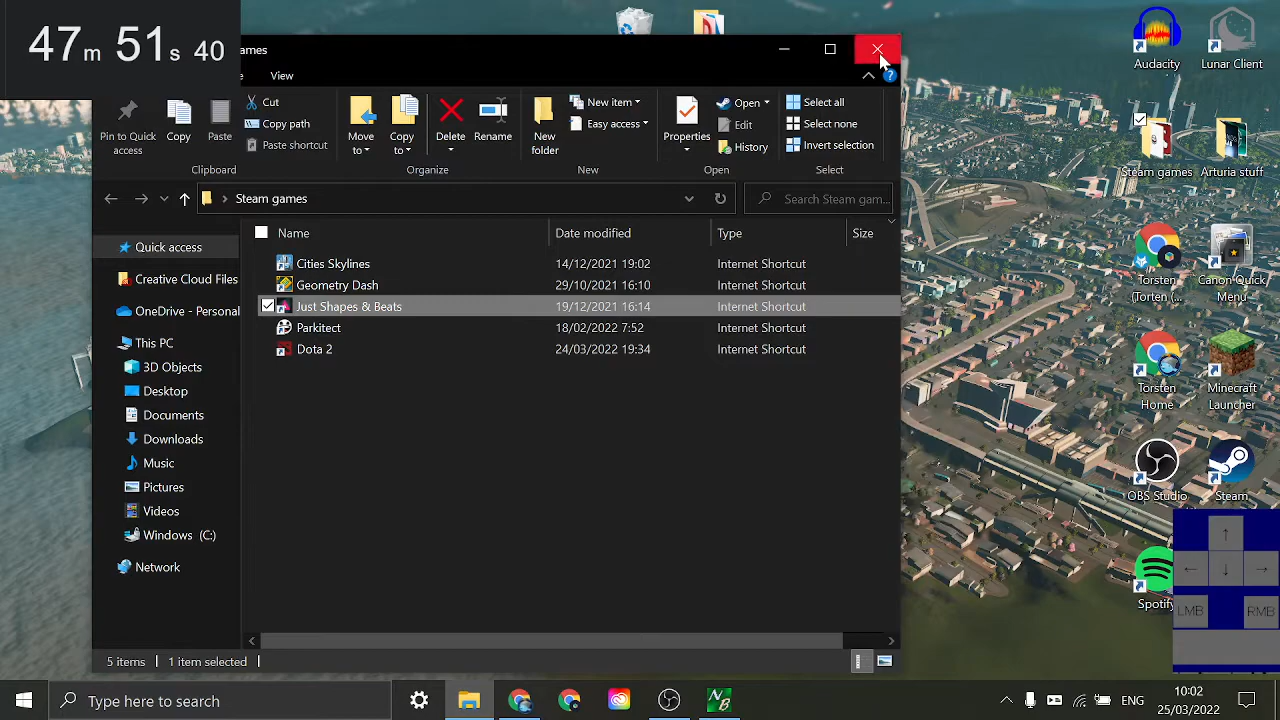 47m 51s 40
ames
e View
Audacity
Lunar Client
Pin to Quick access
Copy
Paste
Cut
Copy path
Paste shortcut
Move to
Copy to
Delete
Rename
New folder
New item
Easy access
Properties
Open
Edit
History
Select all
Select none
Invert selection
Clipboard
Organize
New
Open
Select
Steam games
Arturia stuff
Steam games
Search Steam gam...
Name
Date modified
Type
Size
Quick access
Creative Cloud Files
OneDrive - Personal
This PC
3D Objects
Desktop
Documents
Downloads
Music
Pictures
Videos
Windows (C:)
Network
Cities Skylines 14/12/2021 19:02 Internet Shortcut
Geometry Dash 29/10/2021 16:10 Internet Shortcut
Just Shapes & Beats 19/12/2021 16:14 Internet Shortcut
Parkitect 18/02/2022 7:52 Internet Shortcut
Dota 2 24/03/2022 19:34 Internet Shortcut
Torsten (Torten (...
Canon Quick Menu
Torsten Home
Minecraft Launcher
OBS Studio
Steam
Spotify
↑
← ↓ →
LMB RMB
5 items 1 item selected
Type here to search
NB
ENG
10:02
25/03/2022